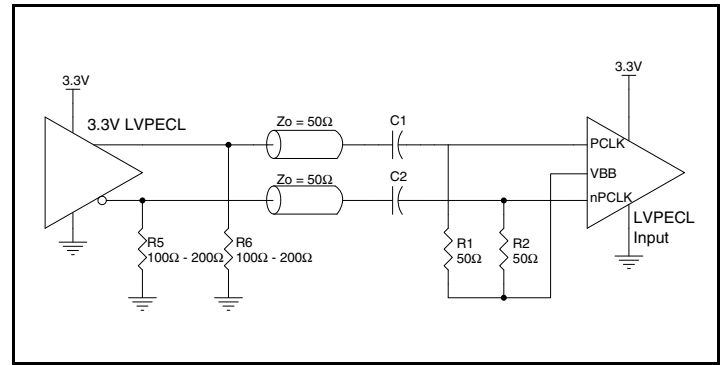 3.3V
3.3V LVPECL
Zo = 50Ω
C1
3.3V
PCLK
Zo = 50Ω
C2
VBB
nPCLK
LVPECL
Input
R5
100Ω - 200Ω
R6
100Ω - 200Ω
R1
50Ω
R2
50Ω